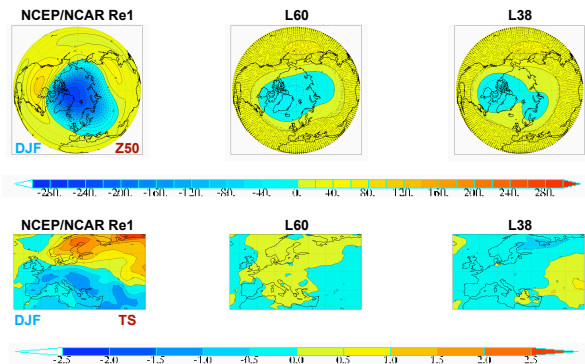 NCEP/NCAR Re1 L60 L38
DJF Z50
-280. -240. -200. -160. -120. -80. -40. 0. 40. 80. 120. 160. 200. 240. 280.
NCEP/NCAR Re1 L60 L38
DJF TS
-2.5 -2.0 -1.5 -1.0 -0.5 0.0 0.5 1.0 1.5 2.0 2.5